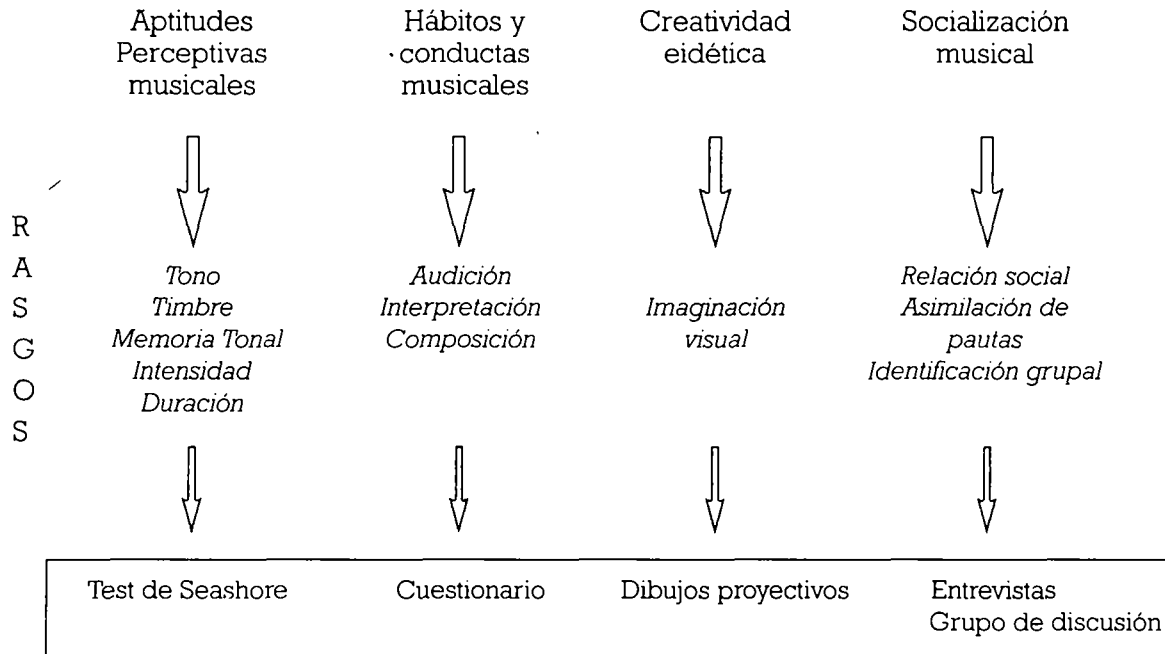 Aptitudes
Perceptivas
musicales
Hábitos y
conductas
musicales
Creatividad
eidética
Socialización
musical
R
A
S
G
O
S
Tono
Timbre
Memoria Tonal
Intensidad
Duración
Audición
Interpretación
Composición
Imaginación
visual
Relación social
Asimilación de
pautas
Identificación grupal
Test de Seashore
Cuestionario
Dibujos proyectivos
Entrevistas
Grupo de discusión